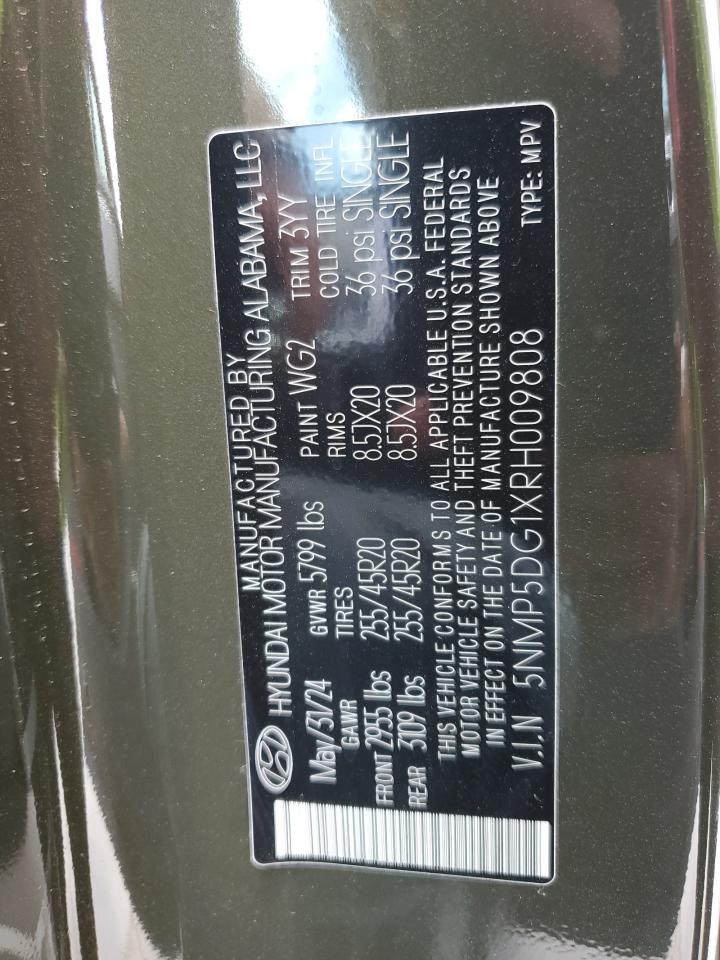 MANUFACTURED BY
HYUNDAI MOTOR MANUFACTURING ALABAMA, LLC
May/31/24 GVWR 5799 lbs PAINT WG2 TRIM 3YY
GAWR TIRES RIMS COLD TIRE INFL
FRONT 2935 lbs 255/45R20 8.5JX20 36 psi SINGLE
REAR 3109 lbs 255/45R20 8.5JX20 36 psi SINGLE
THIS VEHICLE CONFORMS TO ALL APPLICABLE U.S.A. FEDERAL
MOTOR VEHICLE SAFETY AND THEFT PREVENTION STANDARDS
IN EFFECT ON THE DATE OF MANUFACTURE SHOWN ABOVE
V.I.N 5NMP5DG1XRH009808 TYPE: MPV